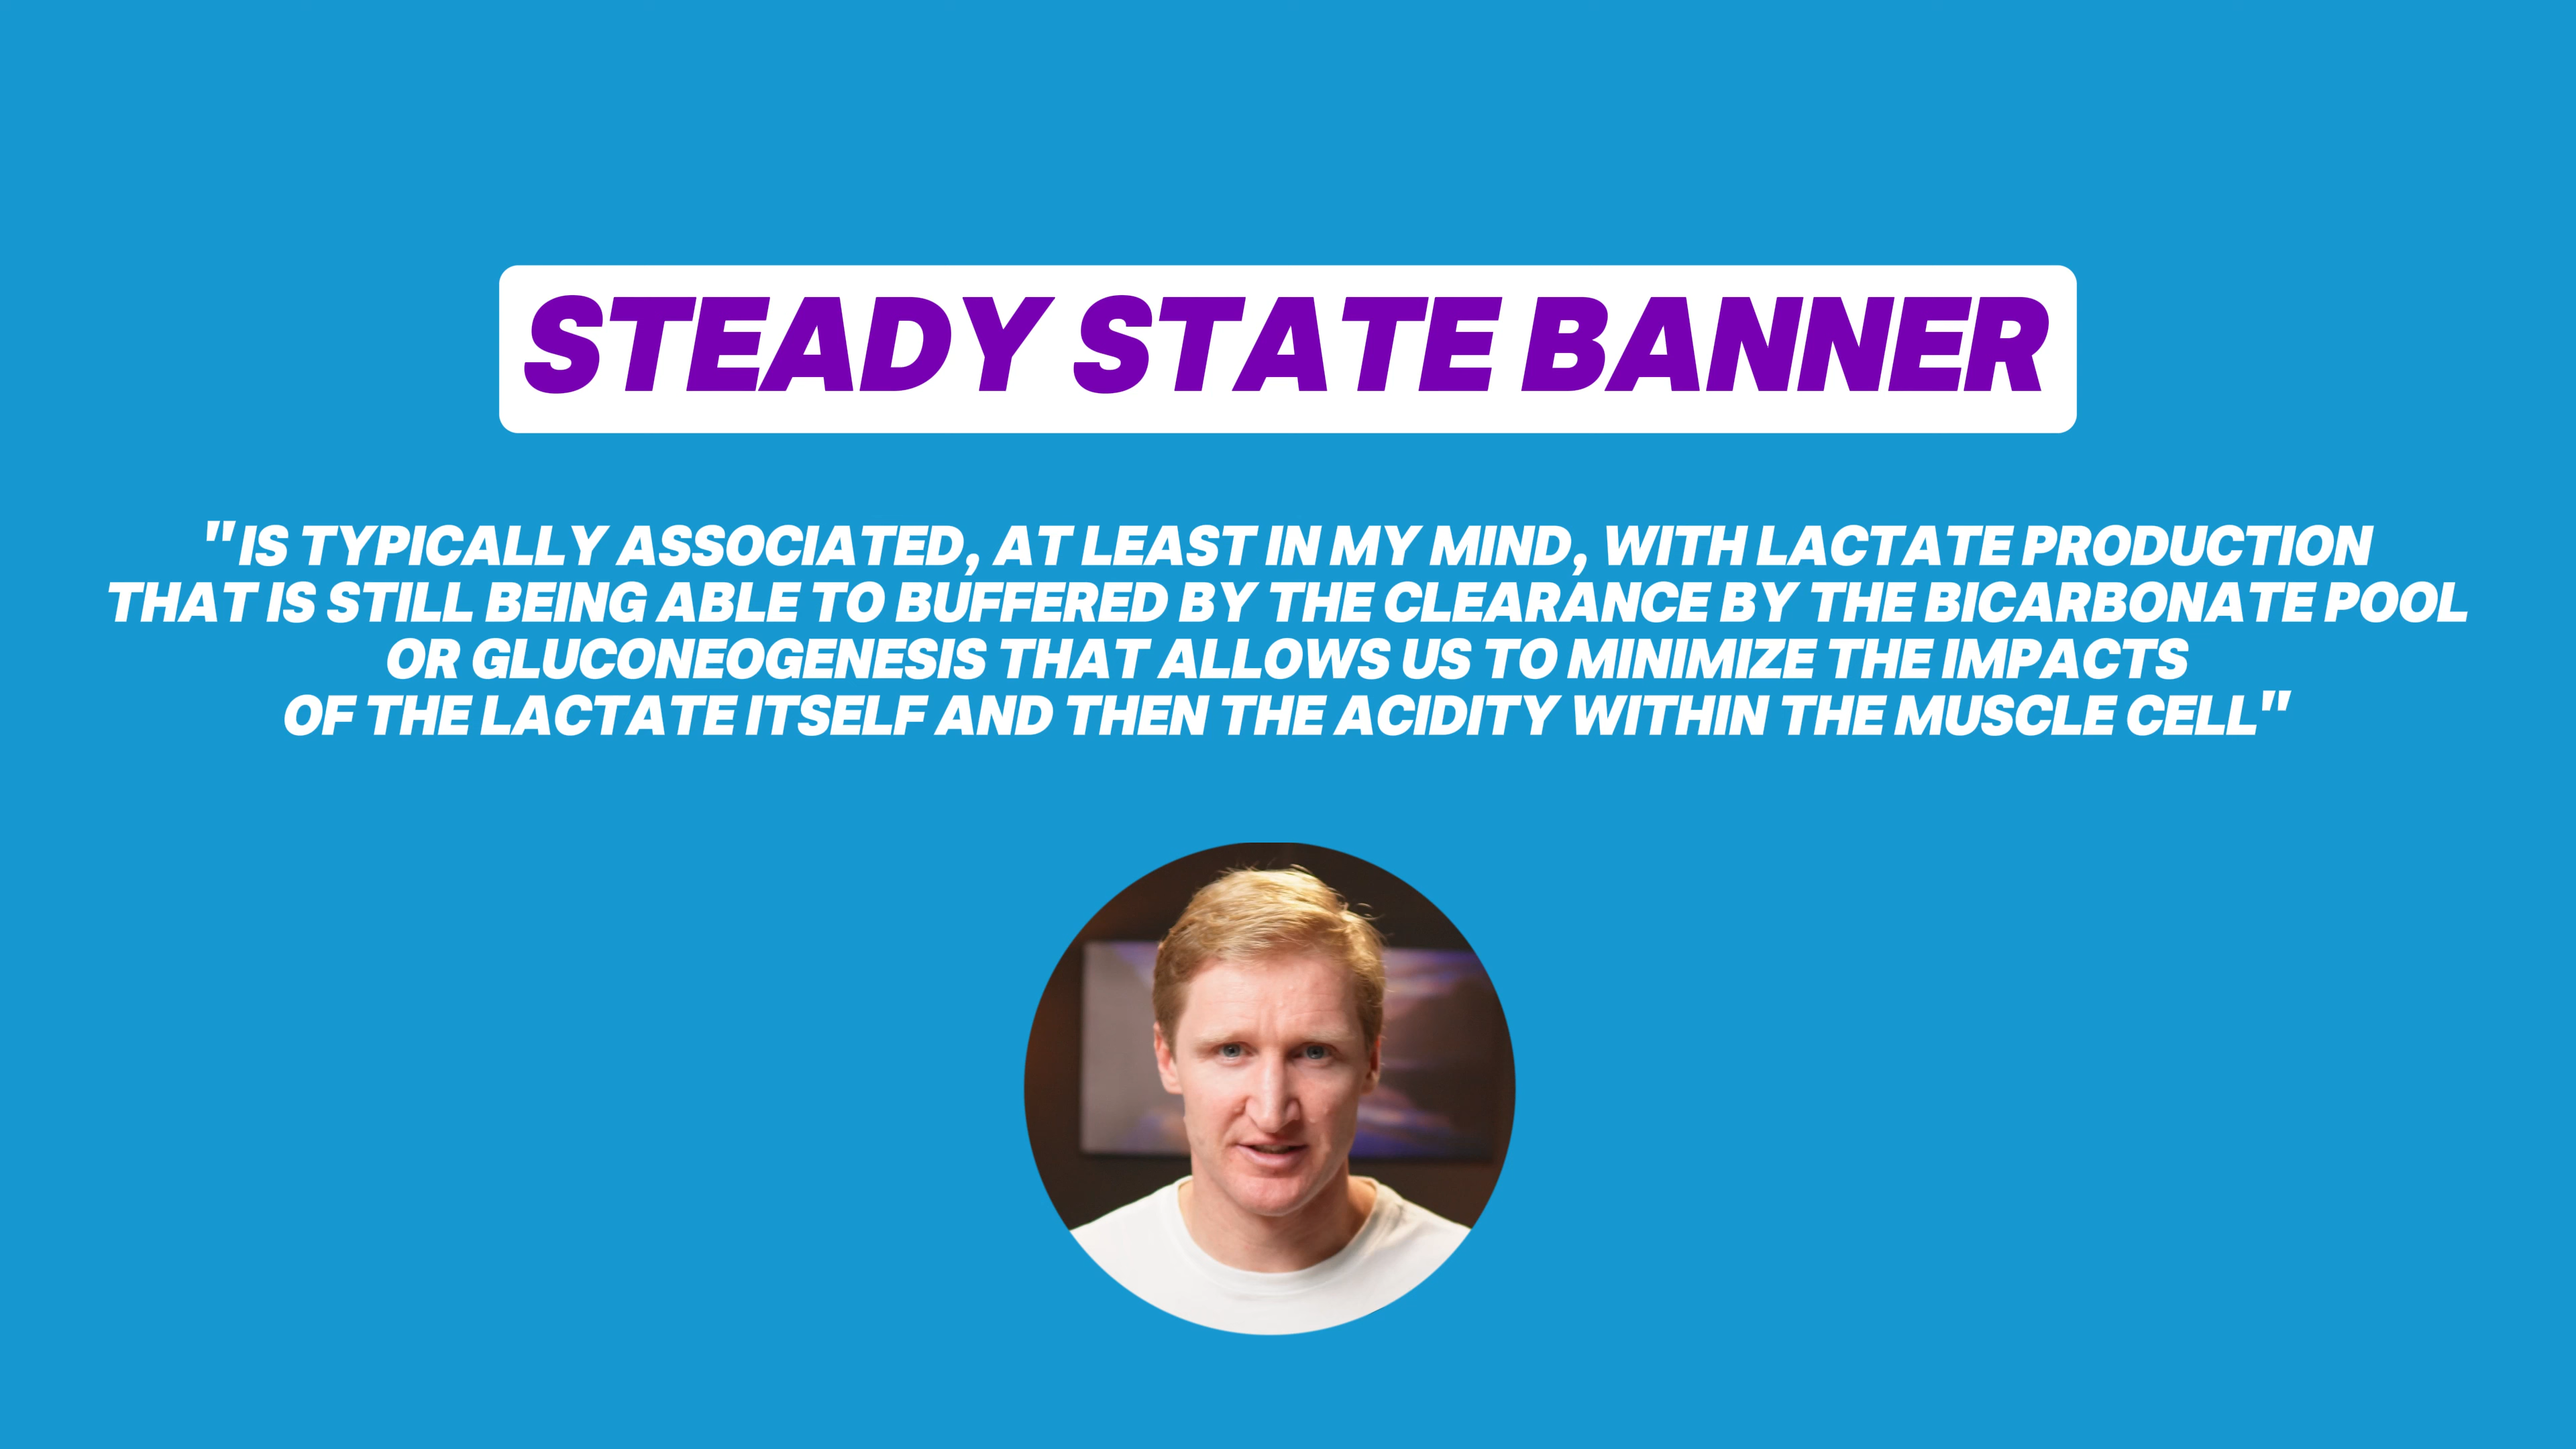 STEADY STATE BANNER
"IS TYPICALLY ASSOCIATED, AT LEAST IN MY MIND, WITH LACTATE PRODUCTION
THAT IS STILL BEING ABLE TO BUFFERED BY THE CLEARANCE BY THE BICARBONATE POOL
OR GLUCONEOGENESIS THAT ALLOWS US TO MINIMIZE THE IMPACTS
OF THE LACTATE ITSELF AND THEN THE ACIDITY WITHIN THE MUSCLE CELL"